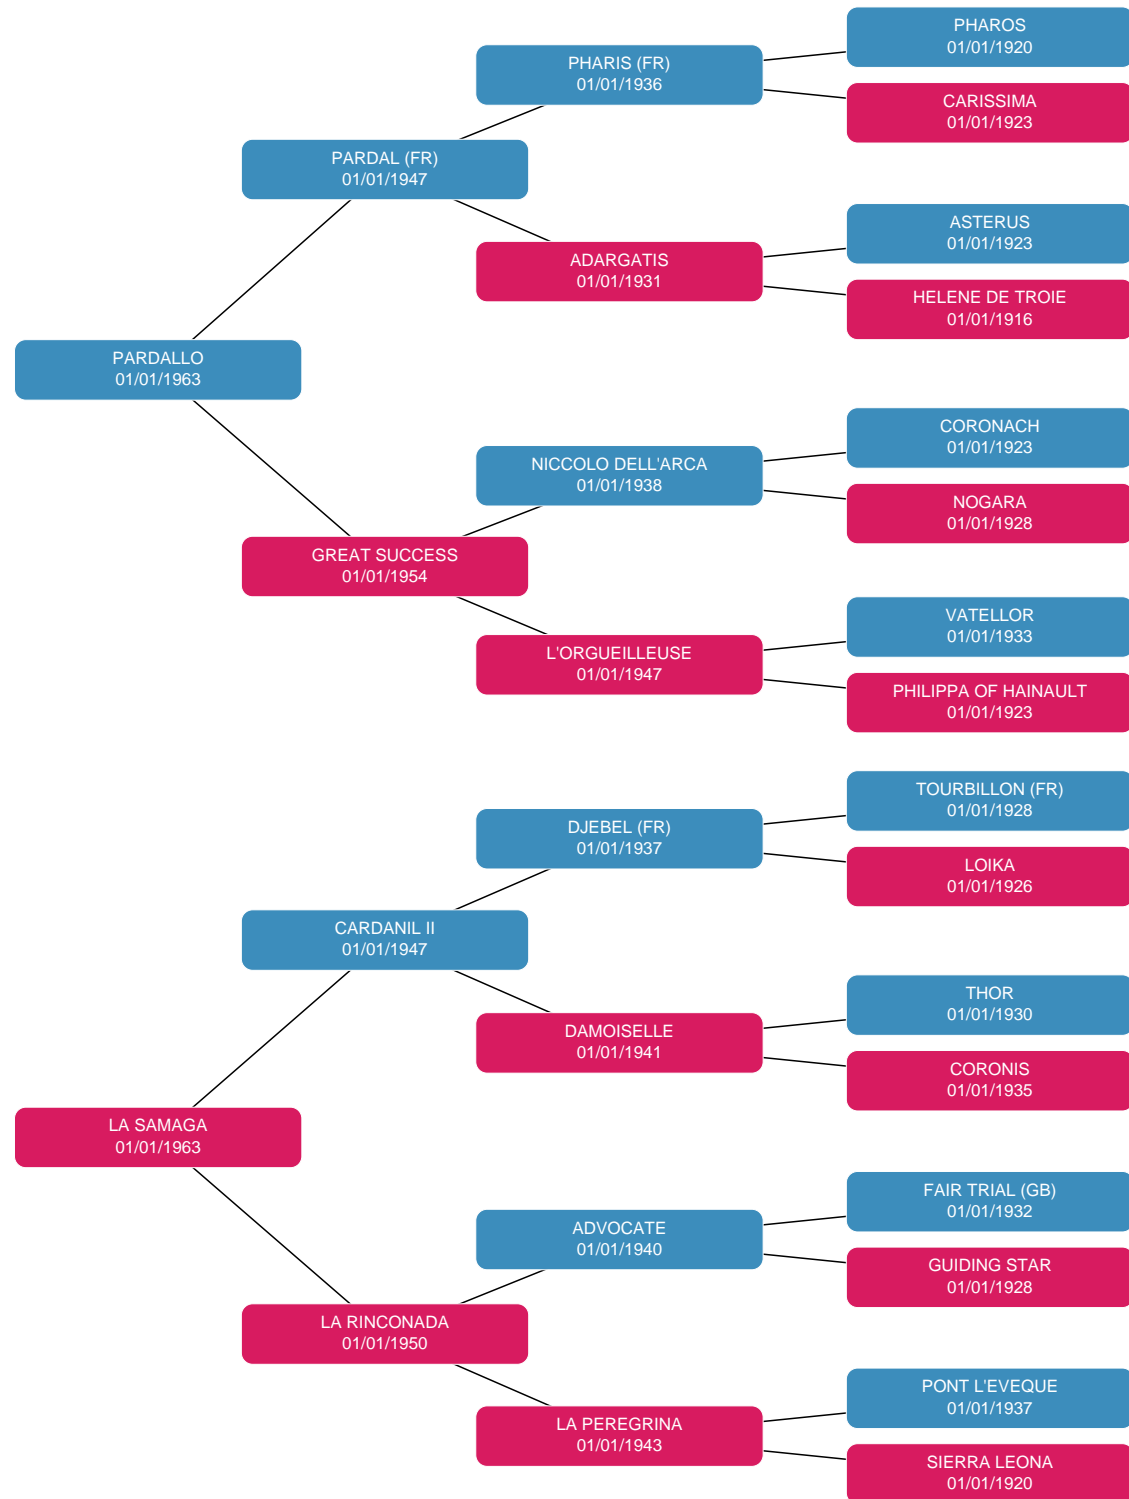 PHAROS
01/01/1920
PHARIS (FR)
01/01/1936
CARISSIMA
01/01/1923
PARDAL (FR)
01/01/1947
ASTERUS
01/01/1923
ADARGATIS
01/01/1931
HELENE DE TROIE
01/01/1916
PARDALLO
01/01/1963
CORONACH
01/01/1923
NICCOLO DELL'ARCA
01/01/1938
NOGARA
01/01/1928
GREAT SUCCESS
01/01/1954
VATELLOR
01/01/1933
L'ORGUEILLEUSE
01/01/1947
PHILIPPA OF HAINAULT
01/01/1923
TOURBILLON (FR)
01/01/1928
DJEBEL (FR)
01/01/1937
LOIKA
01/01/1926
CARDANIL II
01/01/1947
THOR
01/01/1930
DAMOISELLE
01/01/1941
CORONIS
01/01/1935
LA SAMAGA
01/01/1963
FAIR TRIAL (GB)
01/01/1932
ADVOCATE
01/01/1940
GUIDING STAR
01/01/1928
LA RINCONADA
01/01/1950
PONT L'EVEQUE
01/01/1937
LA PEREGRINA
01/01/1943
SIERRA LEONA
01/01/1920